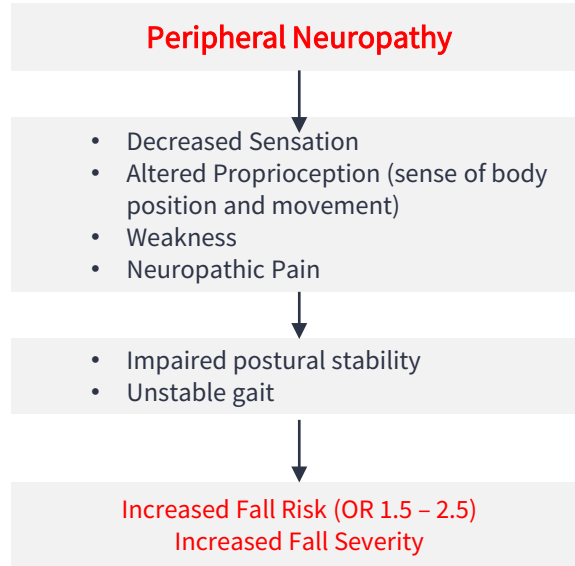 Peripheral Neuropathy
• Decreased Sensation
• Altered Proprioception (sense of body
position and movement)
• Weakness
• Neuropathic Pain
• Impaired postural stability
• Unstable gait
Increased Fall Risk (OR 1.5 – 2.5)
Increased Fall Severity